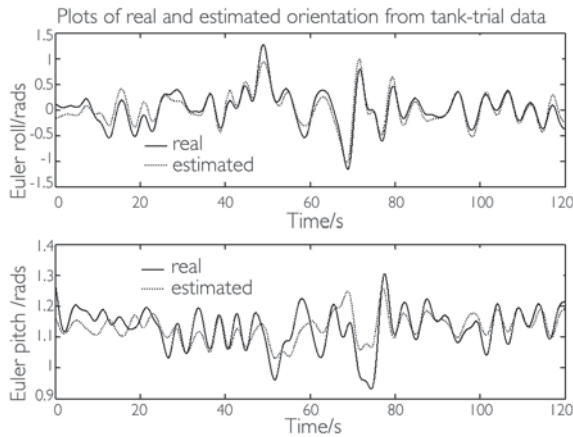 Plots of real and estimated orientation from tank-trial data
1.5
1
0.5
0
-0.5
-1
-1.5
Euler roll/rads
real
estimated
0 20 40 60 80 100 120
Time/s
1.4
1.3
1.2
1.1
1
0.9
Euler pitch /rads
real
estimated
0 20 40 60 80 100 120
Time/s